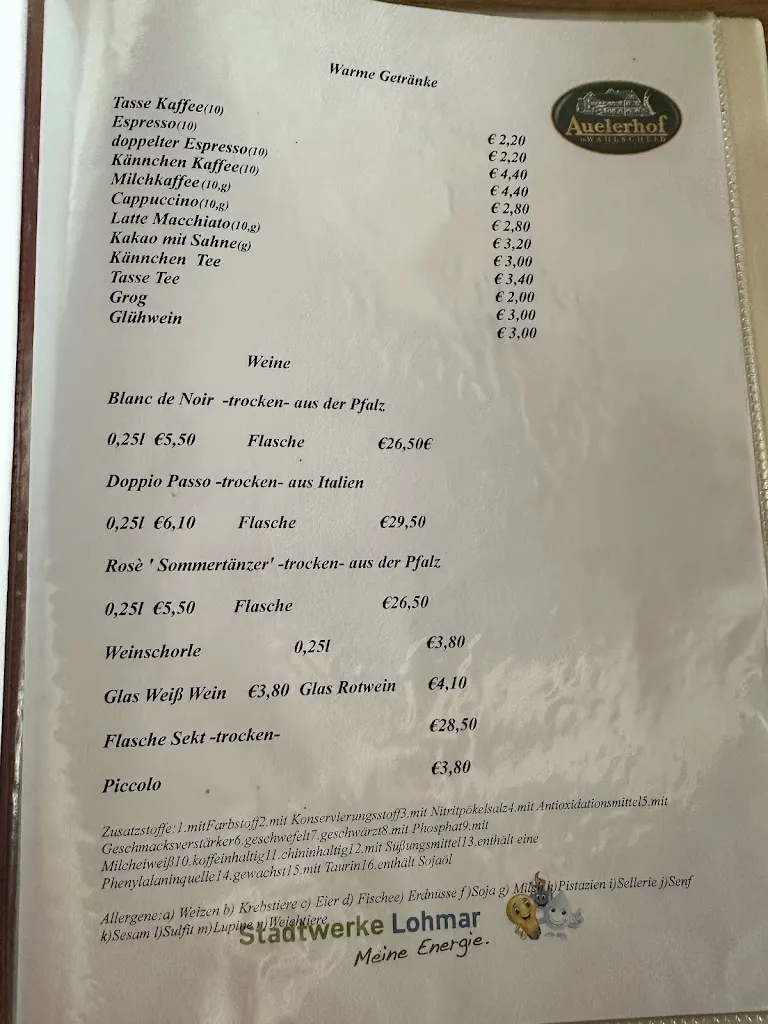 Warme Getränke
Auelerhof
in WAHLSCHEID
Tasse Kaffee(10) € 2,20
Espresso(10) € 2,20
doppelter Espresso(10) € 4,40
Kännchen Kaffee(10) € 4,40
Milchkaffee(10,g) € 2,80
Cappuccino(10,g) € 2,80
Latte Macchiato(10,g) € 3,20
Kakao mit Sahne(g) € 3,00
Kännchen Tee € 3,40
Tasse Tee € 2,00
Grog € 3,00
Glühwein € 3,00
Weine
Blanc de Noir -trocken- aus der Pfalz
0,25l €5,50 Flasche €26,50€
Doppio Passo -trocken- aus Italien
0,25l €6,10 Flasche €29,50
Rosè ' Sommertänzer' -trocken- aus der Pfalz
0,25l €5,50 Flasche €26,50
Weinschorle 0,25l €3,80
Glas Weiß Wein €3,80 Glas Rotwein €4,10
Flasche Sekt -trocken- €28,50
Piccolo €3,80
Zusatzstoffe:1.mitFarbstoff2.mit Konservierungsstoff3.mit Nitritpökelsalz4.mit Antioxidationsmittel5.mit
Geschmacksverstärker6.geschwefelt7.geschwärzt8.mit Phosphat9.mit
Milcheiweiß10.koffeinhaltig11.chininhaltig12.mit Süßungsmittel13.enthält eine
Phenylalaninquelle14.gewachst15.mit Taurin16.enthält Sojaöl
Allergene:a) Weizen b) Krebstiere c) Eier d) Fischee) Erdnüsse f)Soja g) Milch h)Pistazien i)Sellerie j)Senf
k)Sesam l)Sulfit m)Lupine n)Weichtiere
Stadtwerke Lohmar
Meine Energie.